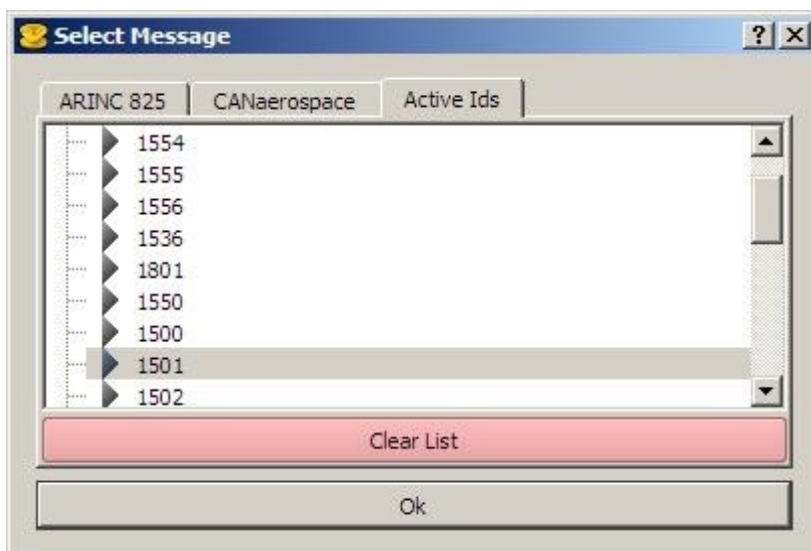 Select Message
ARINC 825 CANaerospace Active Ids
1554
1555
1556
1536
1801
1550
1500
1501
1502
Clear List
Ok